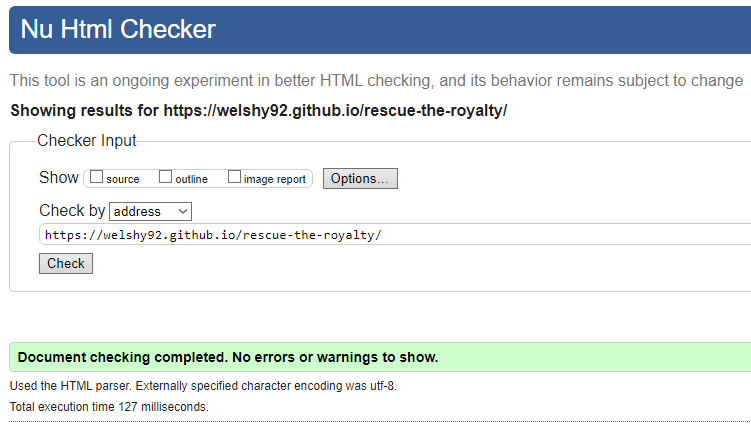 Nu Html Checker
This tool is an ongoing experiment in better HTML checking, and its behavior remains subject to change
Showing results for https://welshy92.github.io/rescue-the-royalty/
Checker Input
Show source outline image report Options...
Check by address
https://welshy92.github.io/rescue-the-royalty/
Check
Document checking completed. No errors or warnings to show.
Used the HTML parser. Externally specified character encoding was utf-8.
Total execution time 127 milliseconds.